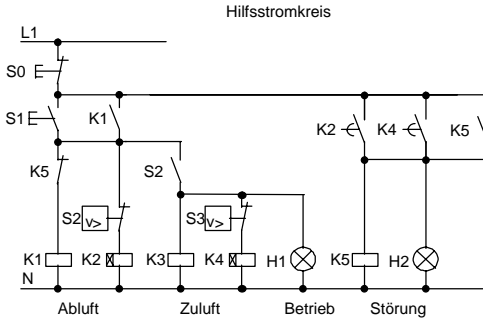 Hilfsstromkreis
L1
S0
S1 K1 K2 K4 K5
K5 S2
S2 v> S3 v>
K1 K2 K3 K4 H1 K5 H2
N
Abluft Zuluft Betrieb Störung